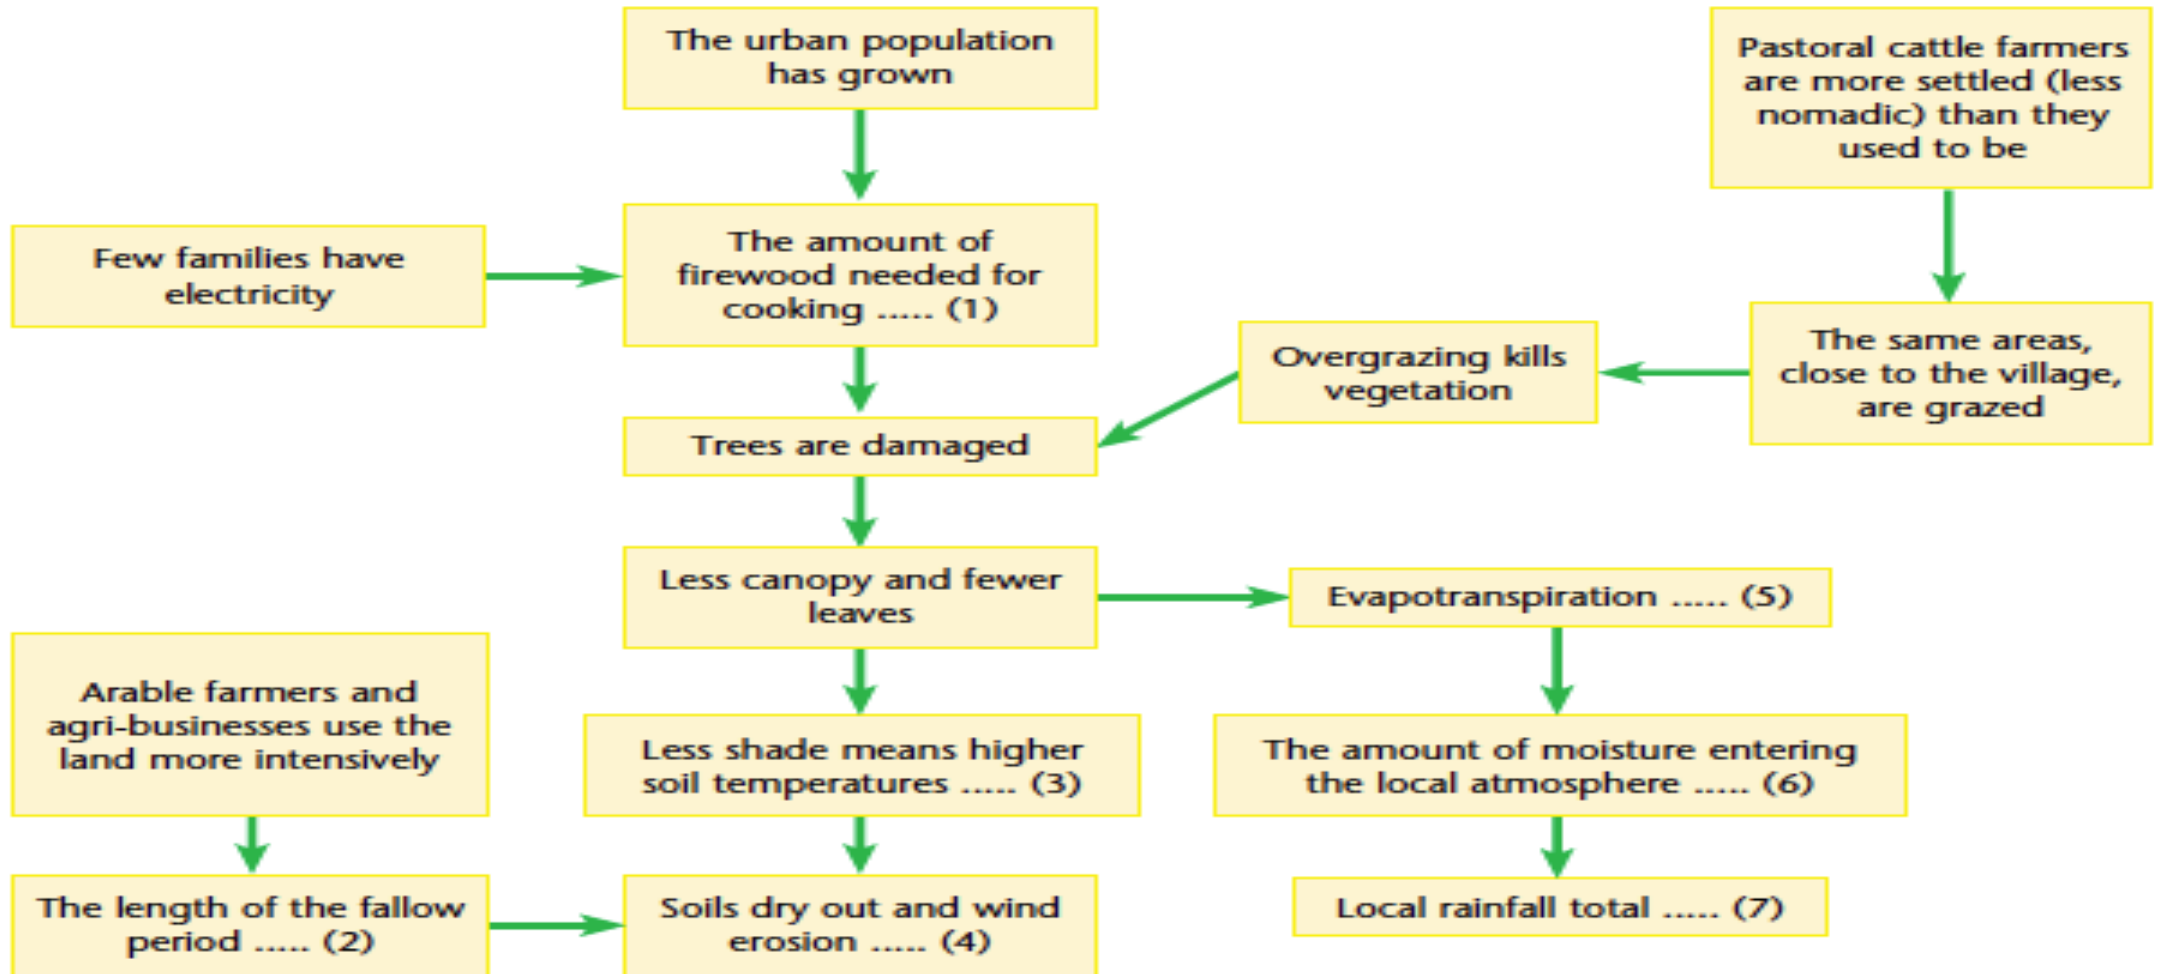 The urban population
has grown
Pastoral cattle farmers
are more settled (less
nomadic) than they
used to be
Few families have
electricity
The amount of
firewood needed for
cooking ..... (1)
Overgrazing kills
vegetation
The same areas,
close to the village,
are grazed
Trees are damaged
Less canopy and fewer
leaves
Evapotranspiration ..... (5)
Arable farmers and
agri-businesses use the
land more intensively
Less shade means higher
soil temperatures ..... (3)
The amount of moisture entering
the local atmosphere ..... (6)
The length of the fallow
period ..... (2)
Soils dry out and wind
erosion ..... (4)
Local rainfall total ..... (7)